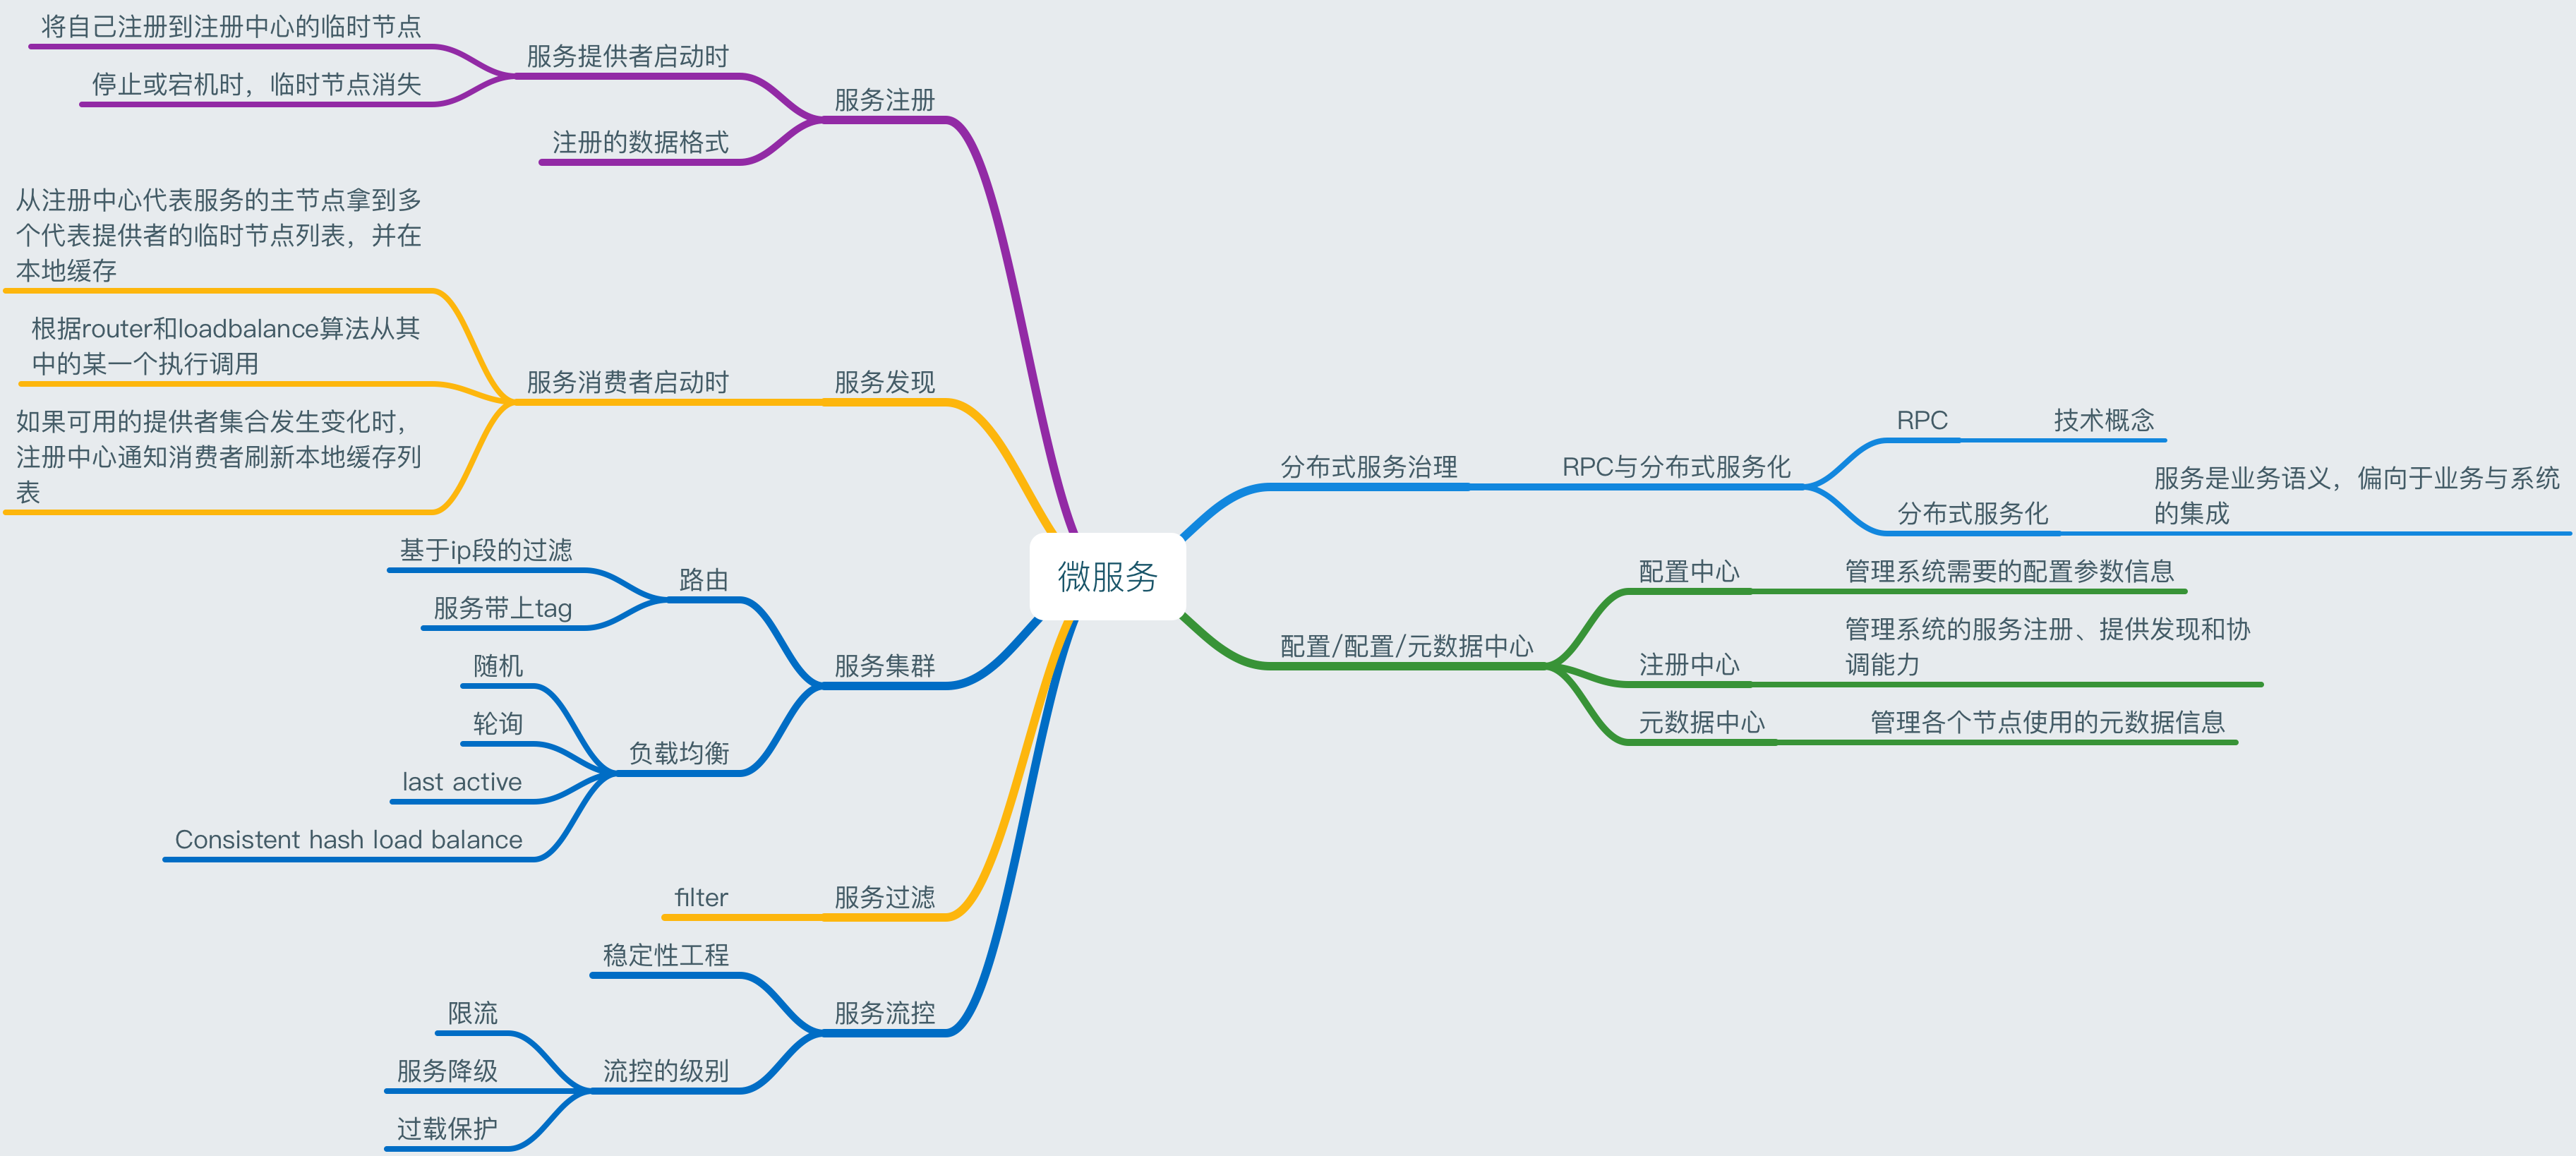 微服务
分布式服务治理
RPC与分布式服务化
RPC
技术概念
分布式服务化
服务是业务语义，偏向于业务与系统
的集成
配置/配置/元数据中心
配置中心
管理系统需要的配置参数信息
注册中心
管理系统的服务注册、提供发现和协
调能力
元数据中心
管理各个节点使用的元数据信息
服务注册
服务提供者启动时
将自己注册到注册中心的临时节点
停止或宕机时，临时节点消失
注册的数据格式
服务发现
服务消费者启动时
从注册中心代表服务的主节点拿到多
个代表提供者的临时节点列表，并在
本地缓存
根据router和loadbalance算法从其
中的某一个执行调用
如果可用的提供者集合发生变化时，
注册中心通知消费者刷新本地缓存列
表
服务集群
路由
基于ip段的过滤
服务带上tag
负载均衡
随机
轮询
last active
Consistent hash load balance
服务过滤
filter
服务流控
稳定性工程
流控的级别
限流
服务降级
过载保护